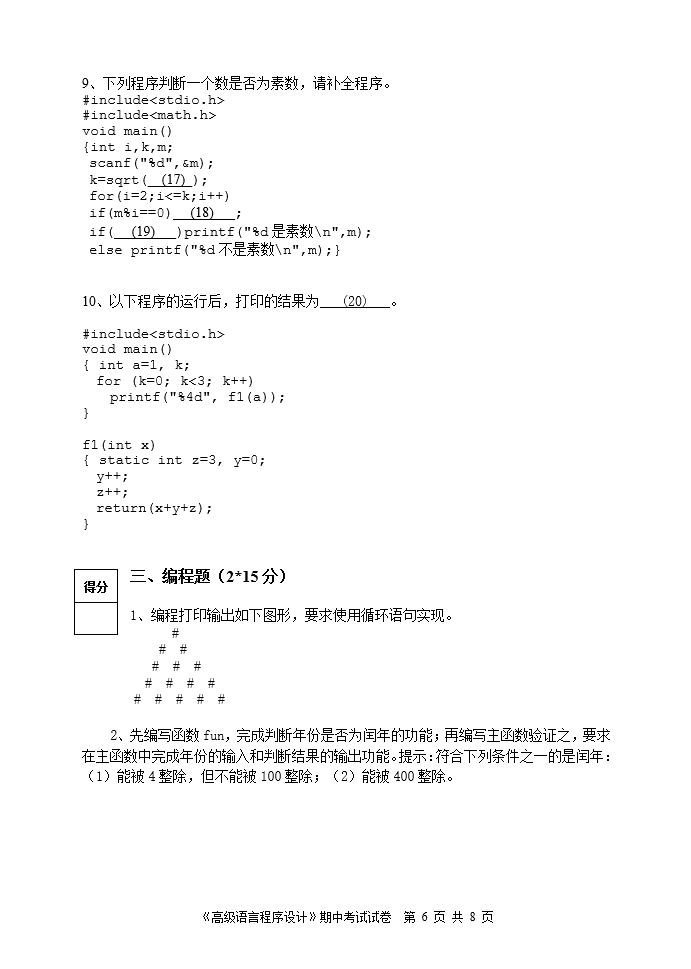 9、下列程序判断一个数是否为素数，请补全程序。
#include<stdio.h>
#include<math.h>
void main()
{int i,k,m;
scanf("%d",&m);
k=sqrt( (17) );
for(i=2;i<=k;i++)
if(m%i==0) (18) ;
if( (19) )printf("%d是素数\n",m);
else printf("%d不是素数\n",m);}
10、以下程序的运行后，打印的结果为 (20) 。
#include<stdio.h>
void main()
{ int a=1, k;
for (k=0; k<3; k++)
printf("%4d", f1(a));
}
f1(int x)
{ static int z=3, y=0;
y++;
z++;
return(x+y+z);
}
得分
三、编程题（2*15分）
1、编程打印输出如下图形，要求使用循环语句实现。
#
# #
# # #
# # # #
# # # # #
2、先编写函数fun，完成判断年份是否为闰年的功能；再编写主函数验证之，要求
在主函数中完成年份的输入和判断结果的输出功能。提示：符合下列条件之一的是闰年：
（1）能被4整除，但不能被100整除；（2）能被400整除。
《高级语言程序设计》期中考试试卷 第 6 页 共 8 页